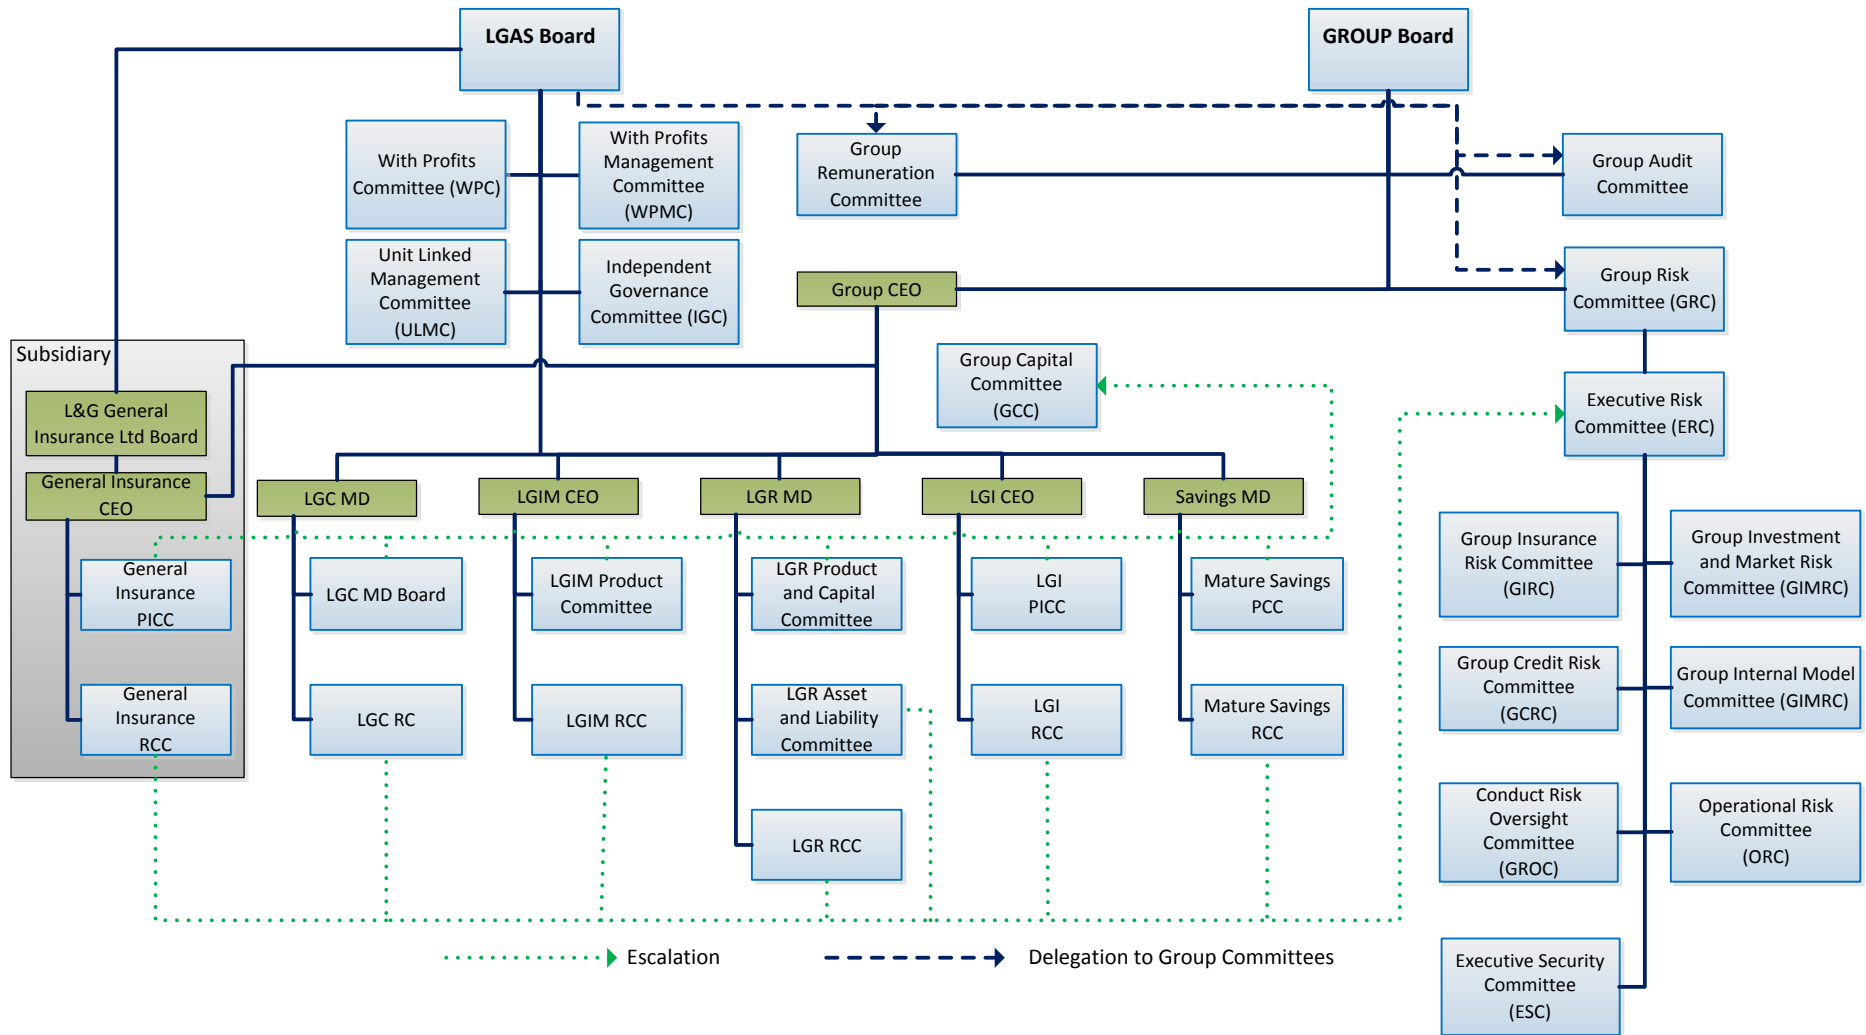 LGAS Board
GROUP Board
With Profits
Committee (WPC)
With Profits
Management
Committee
(WPMC)
Group
Remuneration
Committee
Group Audit
Committee
Unit Linked
Management
Committee
(ULMC)
Independent
Governance
Committee (IGC)
Group CEO
Group Risk
Committee (GRC)
Subsidiary
Group Capital
Committee
(GCC)
L&G General
Insurance Ltd Board
Executive Risk
Committee (ERC)
General Insurance
CEO
LGC MD
LGIM CEO
LGR MD
LGI CEO
Savings MD
General
Insurance
PICC
LGC MD Board
LGIM Product
Committee
LGR Product
and Capital
Committee
LGI
PICC
Mature Savings
PCC
Group Insurance
Risk Committee
(GIRC)
Group Investment
and Market Risk
Committee (GIMRC)
General
Insurance
RCC
LGC RC
LGIM RCC
LGR Asset
and Liability
Committee
LGI
RCC
Mature Savings
RCC
Group Credit Risk
Committee
(GCRC)
Group Internal Model
Committee (GIMRC)
LGR RCC
Conduct Risk
Oversight
Committee
(GROC)
Operational Risk
Committee
(ORC)
Escalation
Delegation to Group Committees
Executive Security
Committee
(ESC)